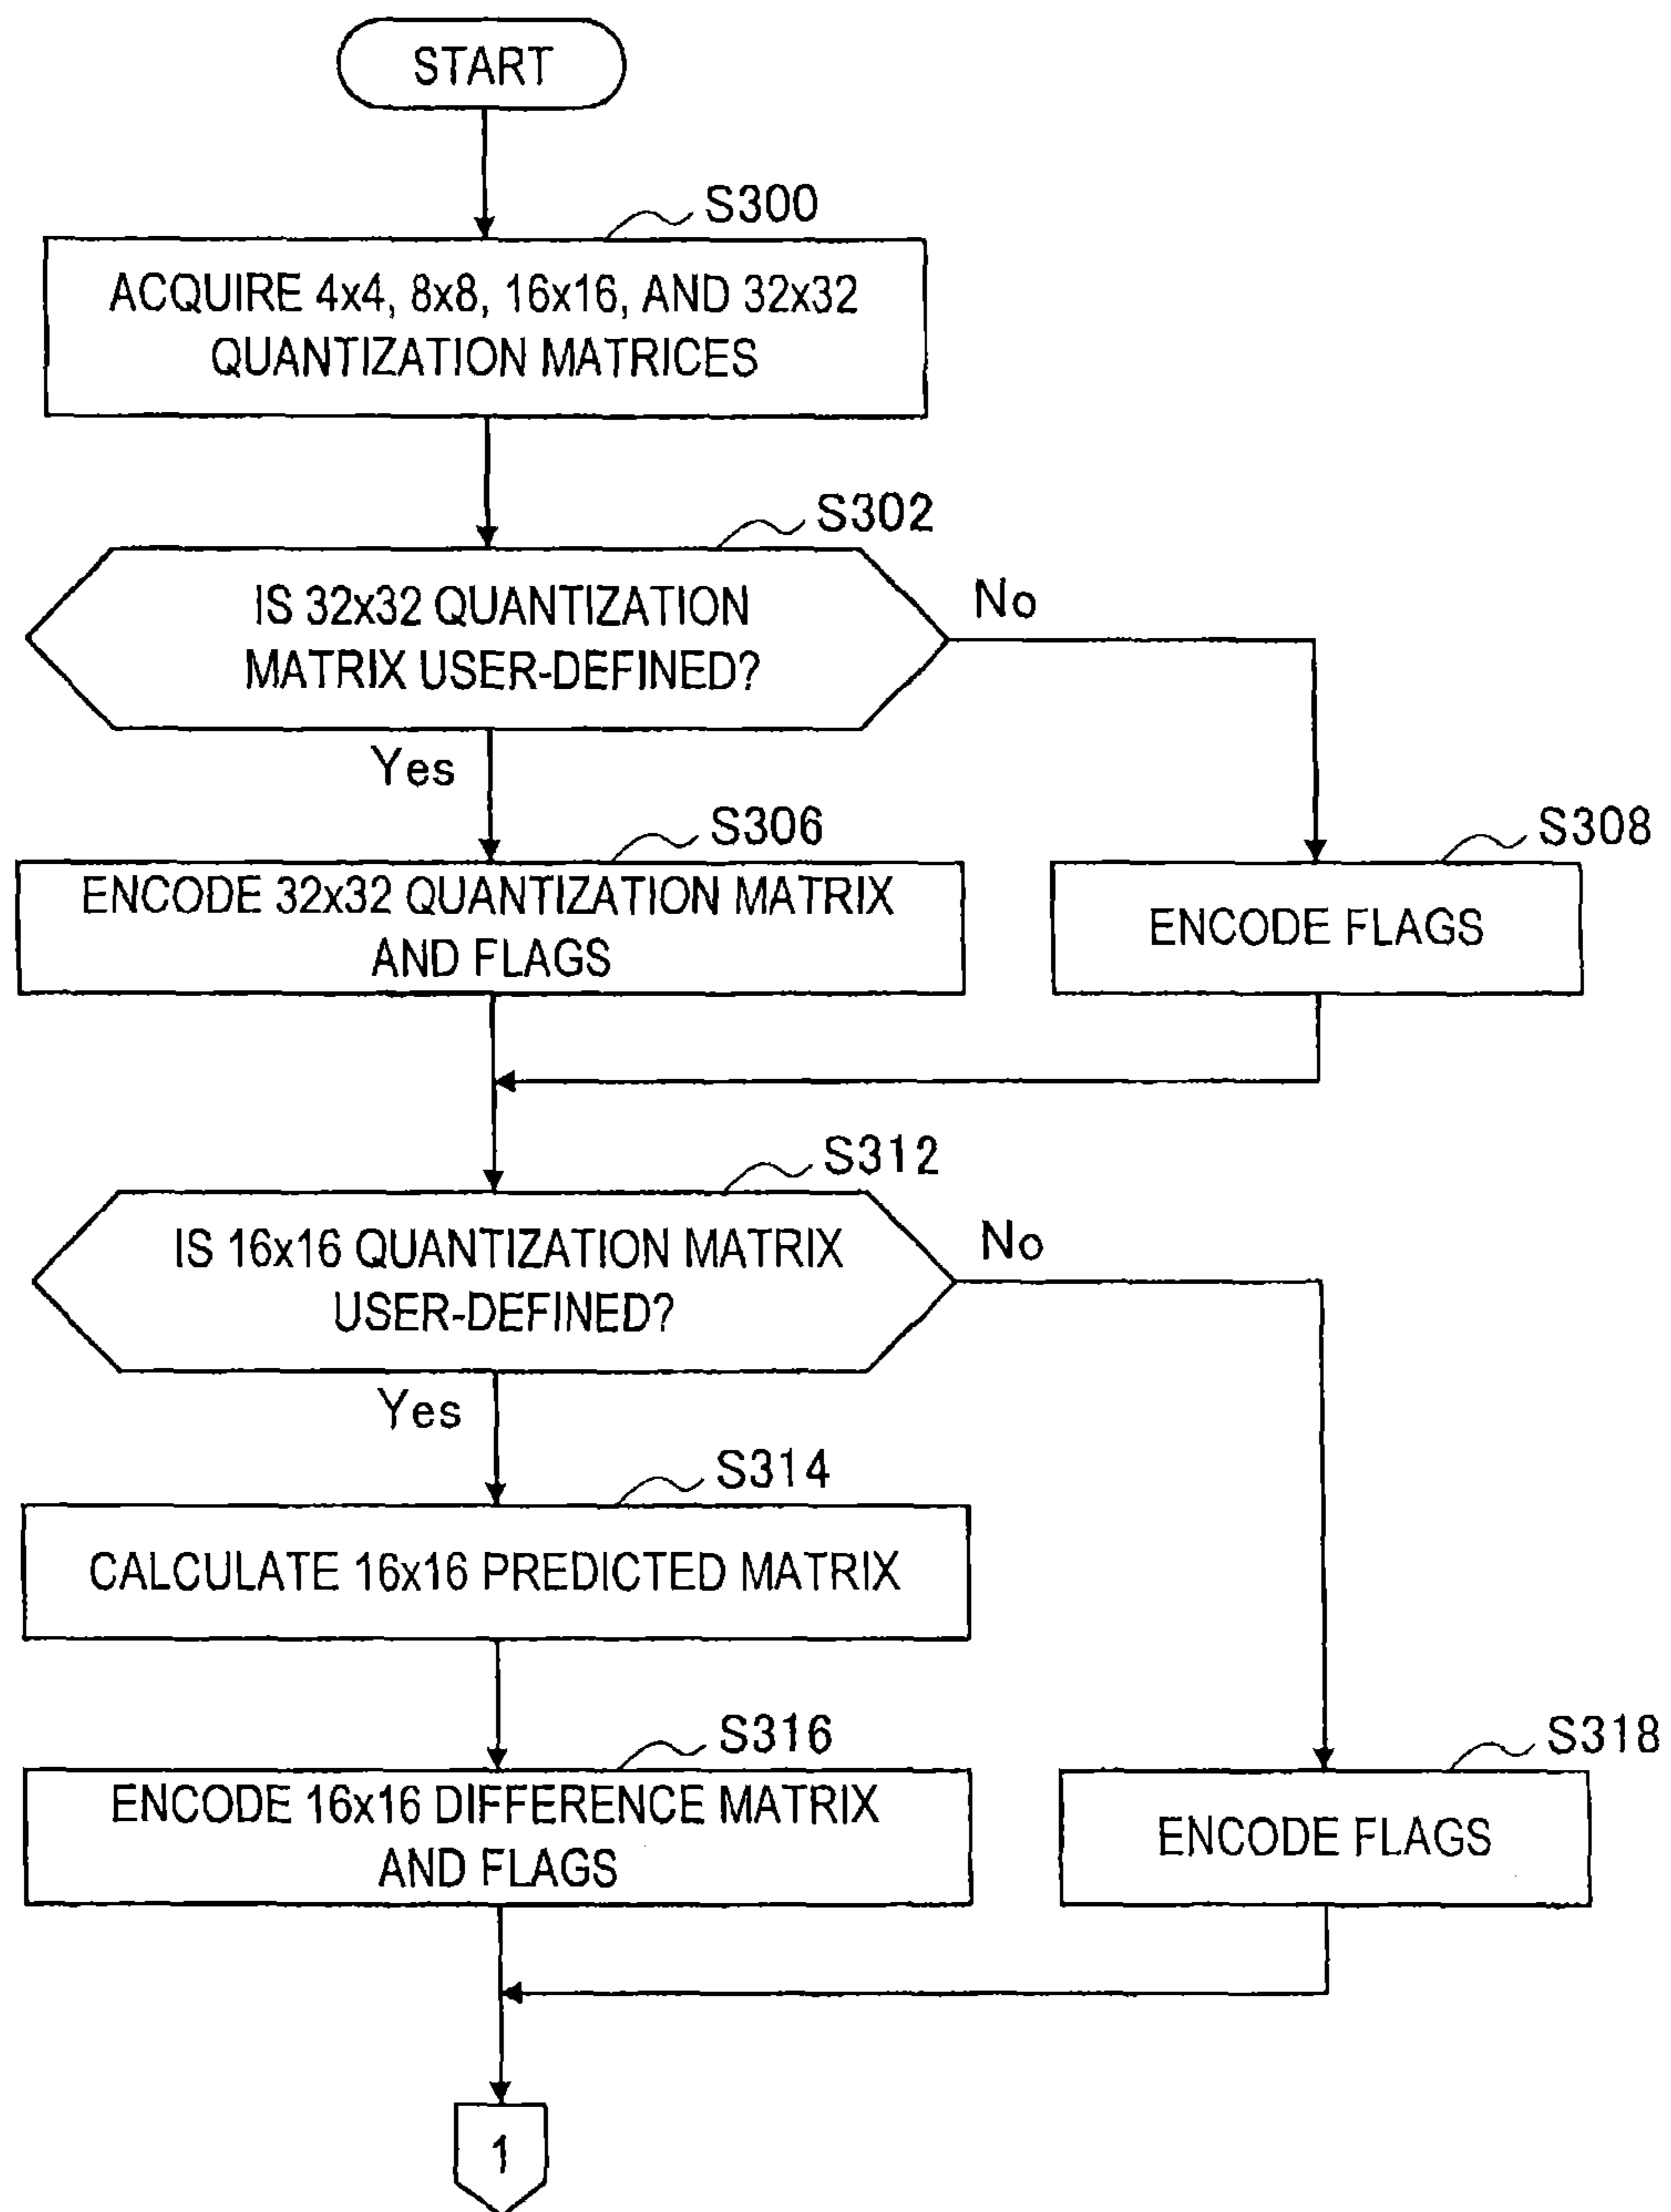 START
S300
ACQUIRE 4x4, 8x8, 16x16, AND 32x32
QUANTIZATION MATRICES
S302
IS 32x32 QUANTIZATION
MATRIX USER-DEFINED?
No
Yes
S306
ENCODE 32x32 QUANTIZATION MATRIX
AND FLAGS
S308
ENCODE FLAGS
S312
IS 16x16 QUANTIZATION MATRIX
USER-DEFINED?
No
Yes
S314
CALCULATE 16x16 PREDICTED MATRIX
S316
ENCODE 16x16 DIFFERENCE MATRIX
AND FLAGS
S318
ENCODE FLAGS
1